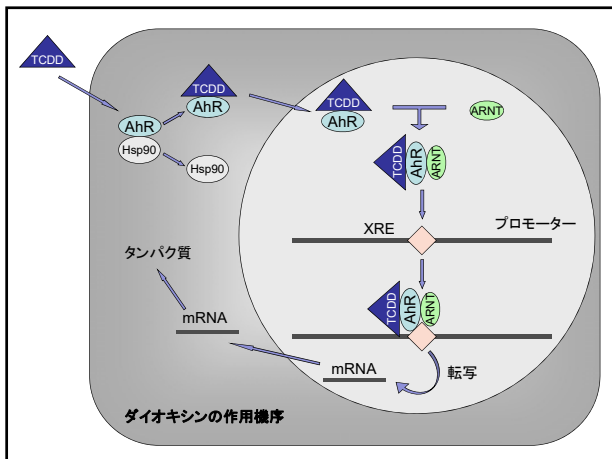 TCDD
TCDD
AhR
AhR
Hsp90
Hsp90
TCDD
AhR
ARNT
TCDD
AhR
ARNT
XRE
プロモーター
TCDD
AhR
ARNT
転写
mRNA
mRNA
タンパク質
ダイオキシンの作用機序